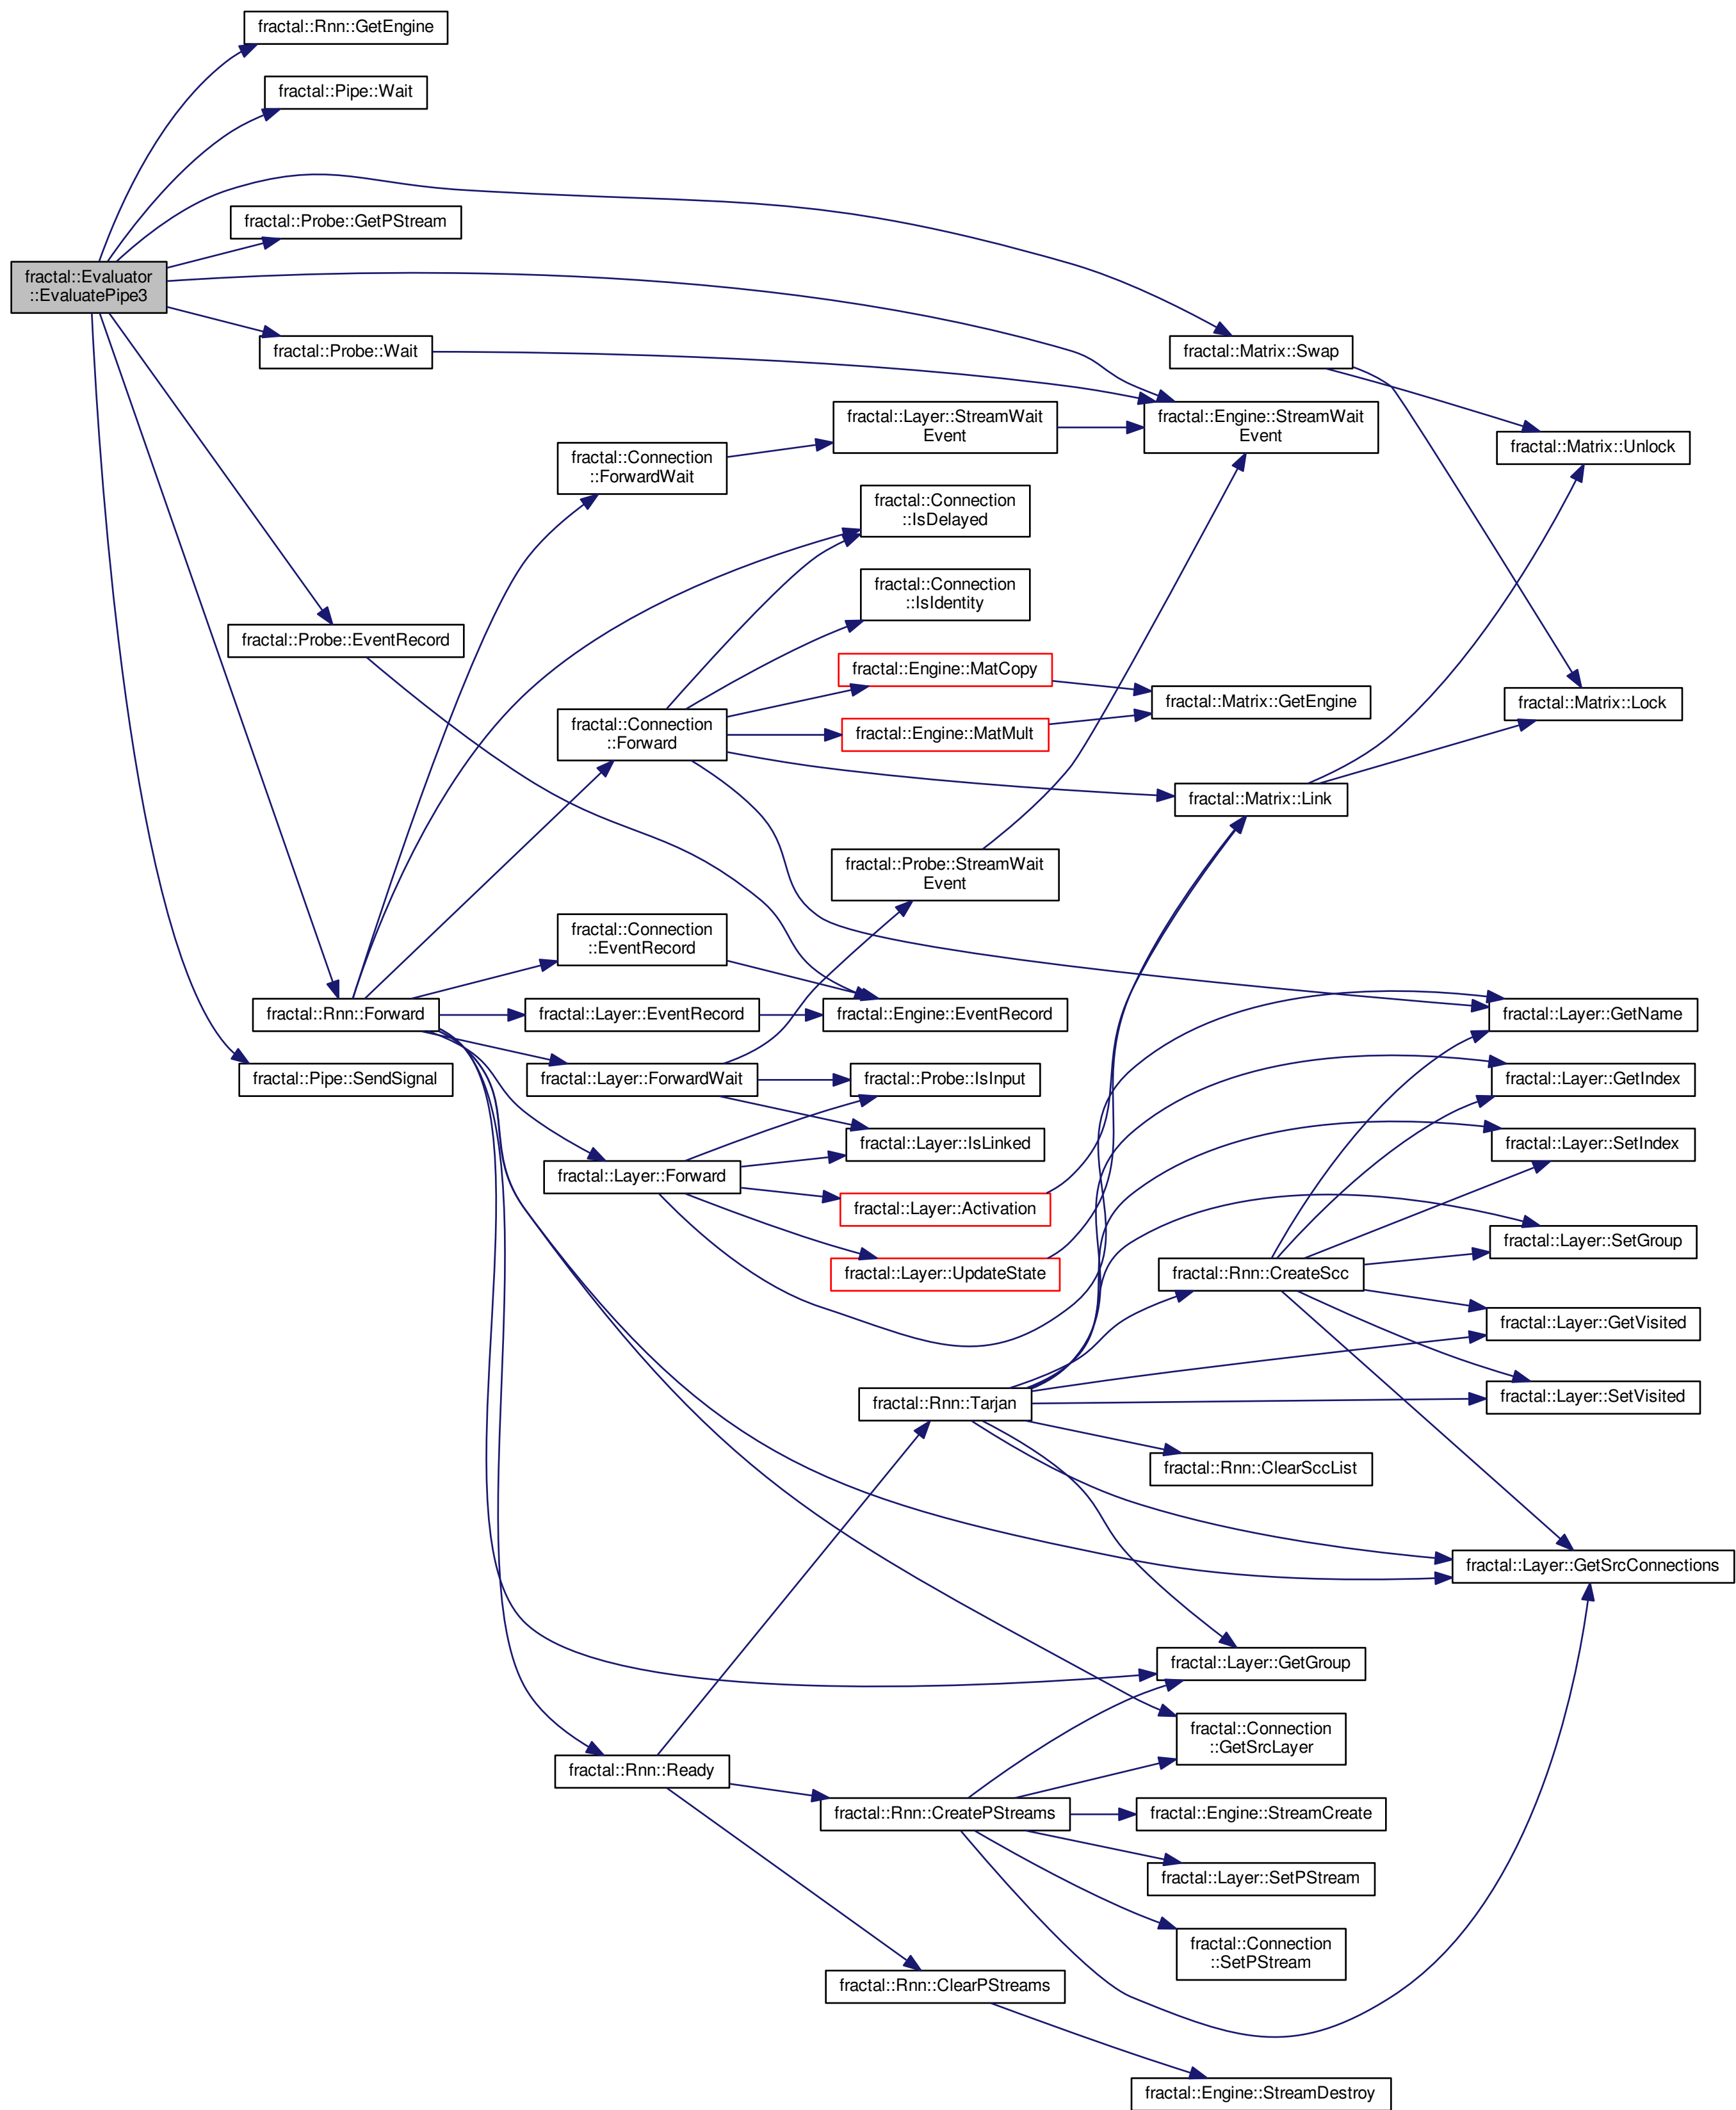 fractal::Rnn::GetEngine
fractal::Pipe::Wait
fractal::Probe::GetPStream
fractal::Evaluator
::EvaluatePipe3
fractal::Probe::Wait
fractal::Matrix::Swap
fractal::Layer::StreamWait
Event
fractal::Engine::StreamWait
Event
fractal::Matrix::Unlock
fractal::Connection
::ForwardWait
fractal::Connection
::IsDelayed
fractal::Connection
::IsIdentity
fractal::Probe::EventRecord
fractal::Engine::MatCopy
fractal::Matrix::GetEngine
fractal::Matrix::Lock
fractal::Connection
::Forward
fractal::Engine::MatMult
fractal::Matrix::Link
fractal::Probe::StreamWait
Event
fractal::Connection
::EventRecord
fractal::Rnn::Forward
fractal::Layer::EventRecord
fractal::Engine::EventRecord
fractal::Layer::GetName
fractal::Pipe::SendSignal
fractal::Layer::ForwardWait
fractal::Probe::IsInput
fractal::Layer::GetIndex
fractal::Layer::IsLinked
fractal::Layer::SetIndex
fractal::Layer::Forward
fractal::Layer::Activation
fractal::Layer::SetGroup
fractal::Layer::UpdateState
fractal::Rnn::CreateScc
fractal::Layer::GetVisited
fractal::Rnn::Tarjan
fractal::Layer::SetVisited
fractal::Rnn::ClearSccList
fractal::Layer::GetSrcConnections
fractal::Layer::GetGroup
fractal::Connection
::GetSrcLayer
fractal::Rnn::Ready
fractal::Rnn::CreatePStreams
fractal::Engine::StreamCreate
fractal::Layer::SetPStream
fractal::Connection
::SetPStream
fractal::Rnn::ClearPStreams
fractal::Engine::StreamDestroy